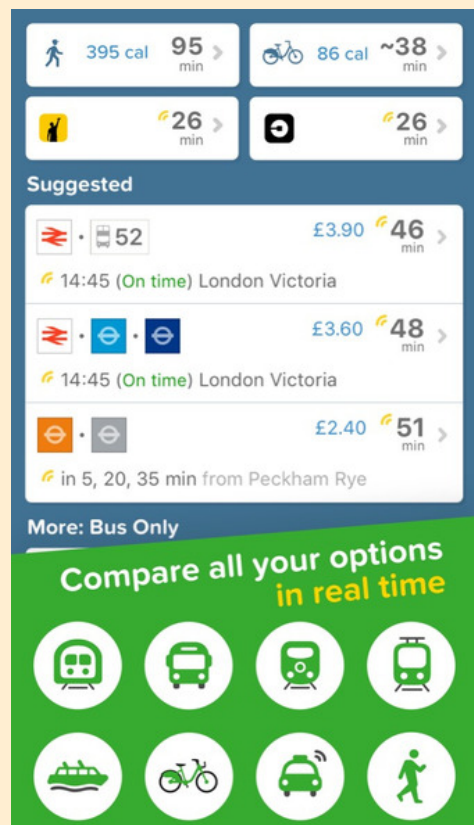 395 cal 95 min
86 cal ~38 min
26 min
26 min
Suggested
52 £3.90 46 min
14:45 (On time) London Victoria
£3.60 48 min
14:45 (On time) London Victoria
£2.40 51 min
in 5, 20, 35 min from Peckham Rye
More: Bus Only
Compare all your options
in real time